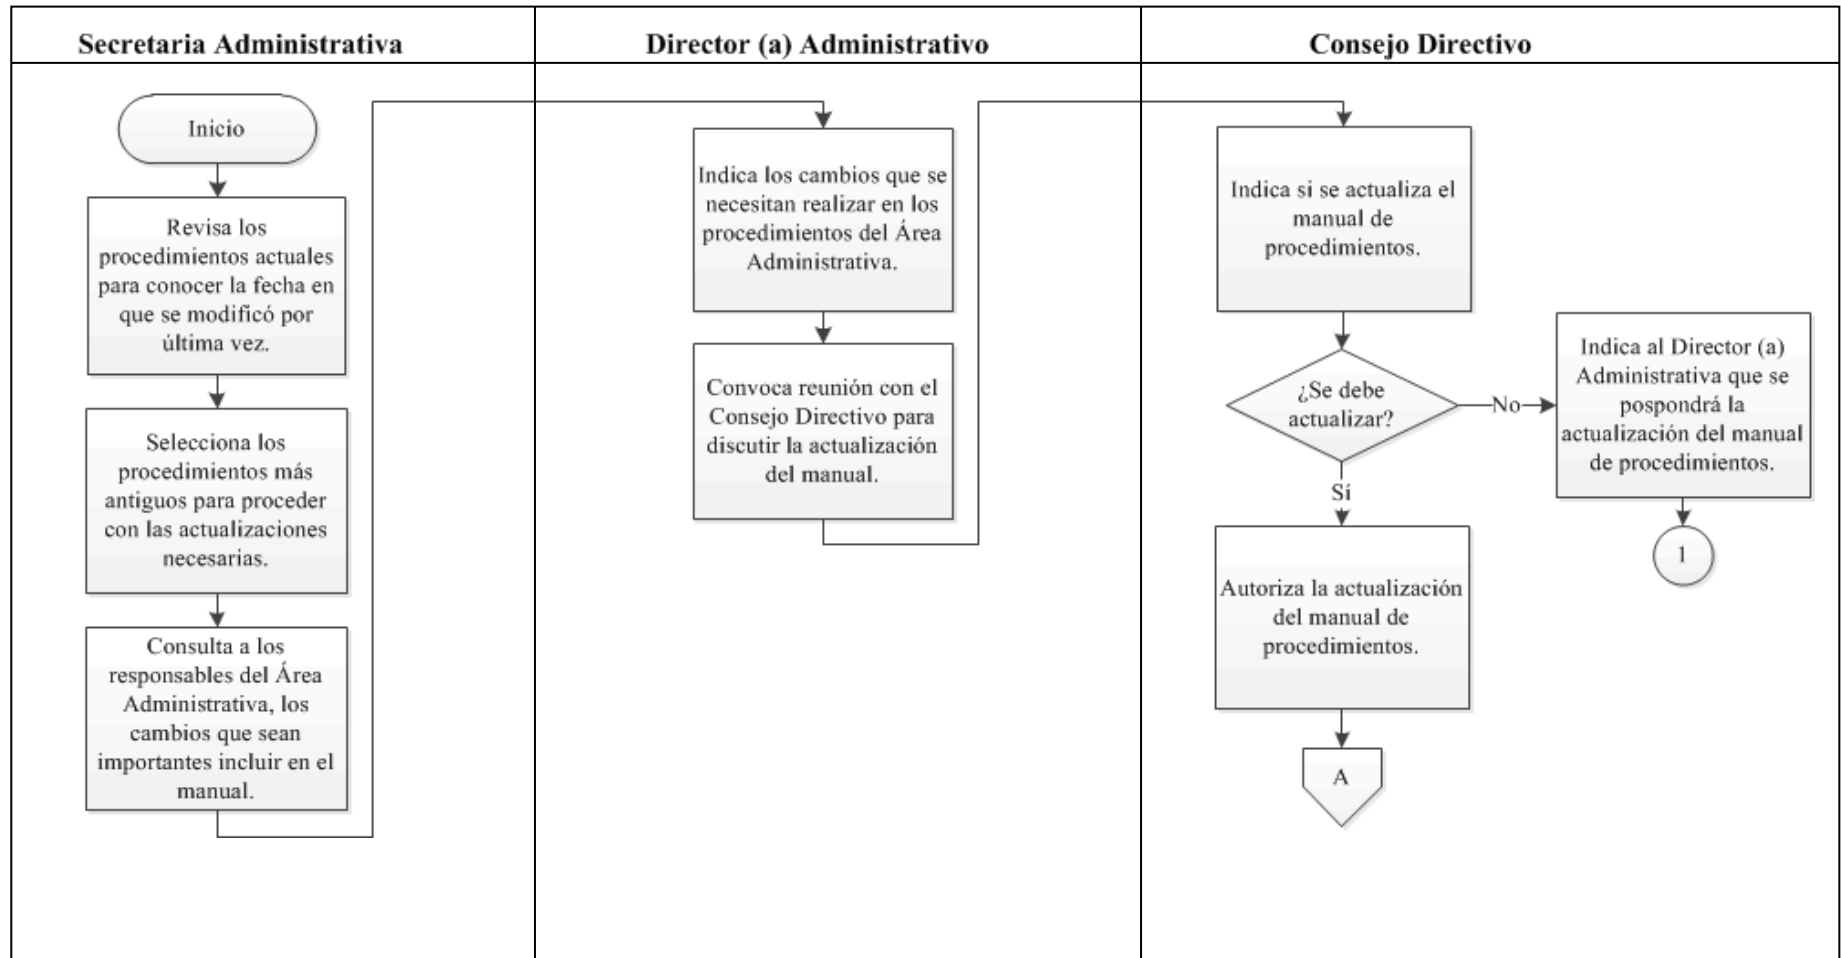 Secretaria Administrativa
Director (a) Administrativo
Consejo Directivo
Inicio
Revisa los
procedimientos actuales
para conocer la fecha en
que se modificó por
última vez.
Selecciona los
procedimientos más
antiguos para proceder
con las actualizaciones
necesarias.
Consulta a los
responsables del Área
Administrativa, los
cambios que sean
importantes incluir en el
manual.
Indica los cambios que se
necesitan realizar en los
procedimientos del Área
Administrativa.
Convoca reunión con el
Consejo Directivo para
discutir la actualización
del manual.
Indica si se actualiza el
manual de
procedimientos.
¿Se debe
actualizar?
No
Indica al Director (a)
Administrativa que se
pospondrá la
actualización del manual
de procedimientos.
1
Sí
Autoriza la actualización
del manual de
procedimientos.
A